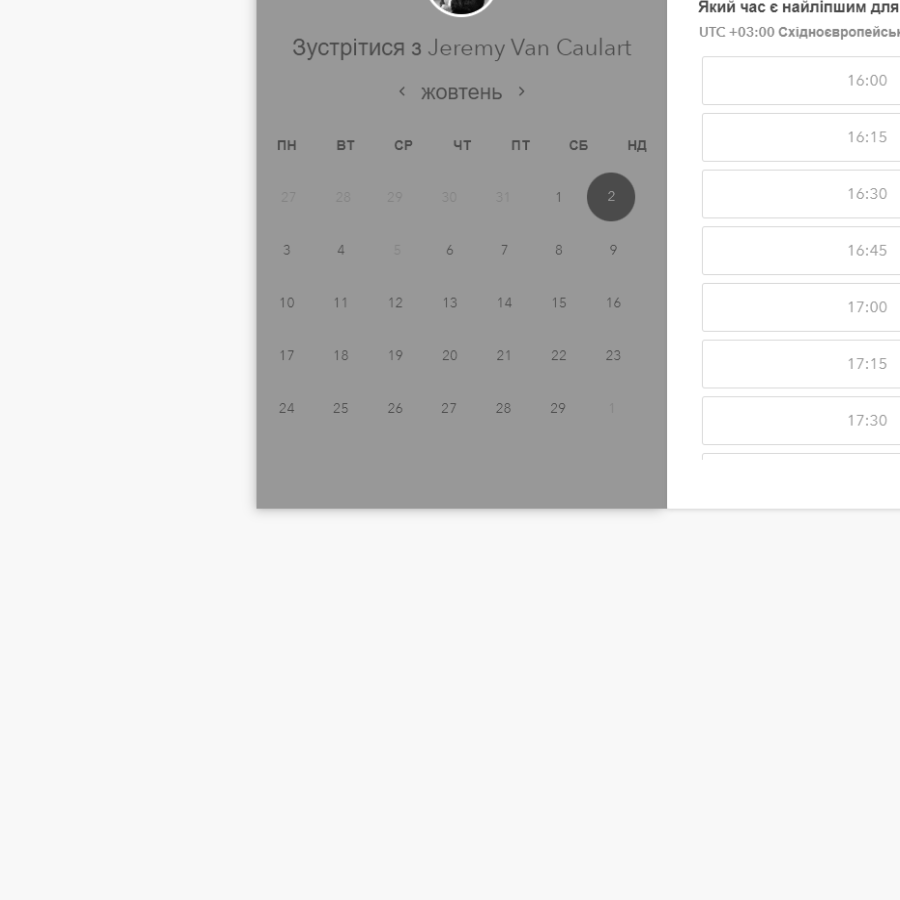 Зустрітися з Jeremy Van Caulart
жовтень
ПН ВТ СР ЧТ ПТ СБ НД
27 28 29 30 31 1 2
3 4 5 6 7 8 9
10 11 12 13 14 15 16
17 18 19 20 21 22 23
24 25 26 27 28 29 1
Який час є найліпшим для
UTC +03:00
16:00
16:15
16:30
16:45
17:00
17:15
17:30